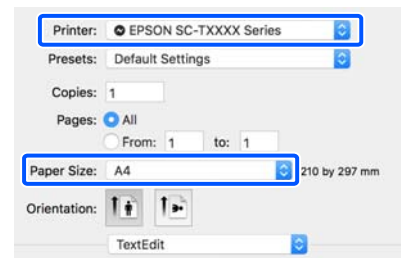 Printer: EPSON SC-TXXXX Series
Presets: Default Settings
Copies: 1
Pages: All
From: 1 to: 1
Paper Size: A4 210 by 297 mm
Orientation:
TextEdit